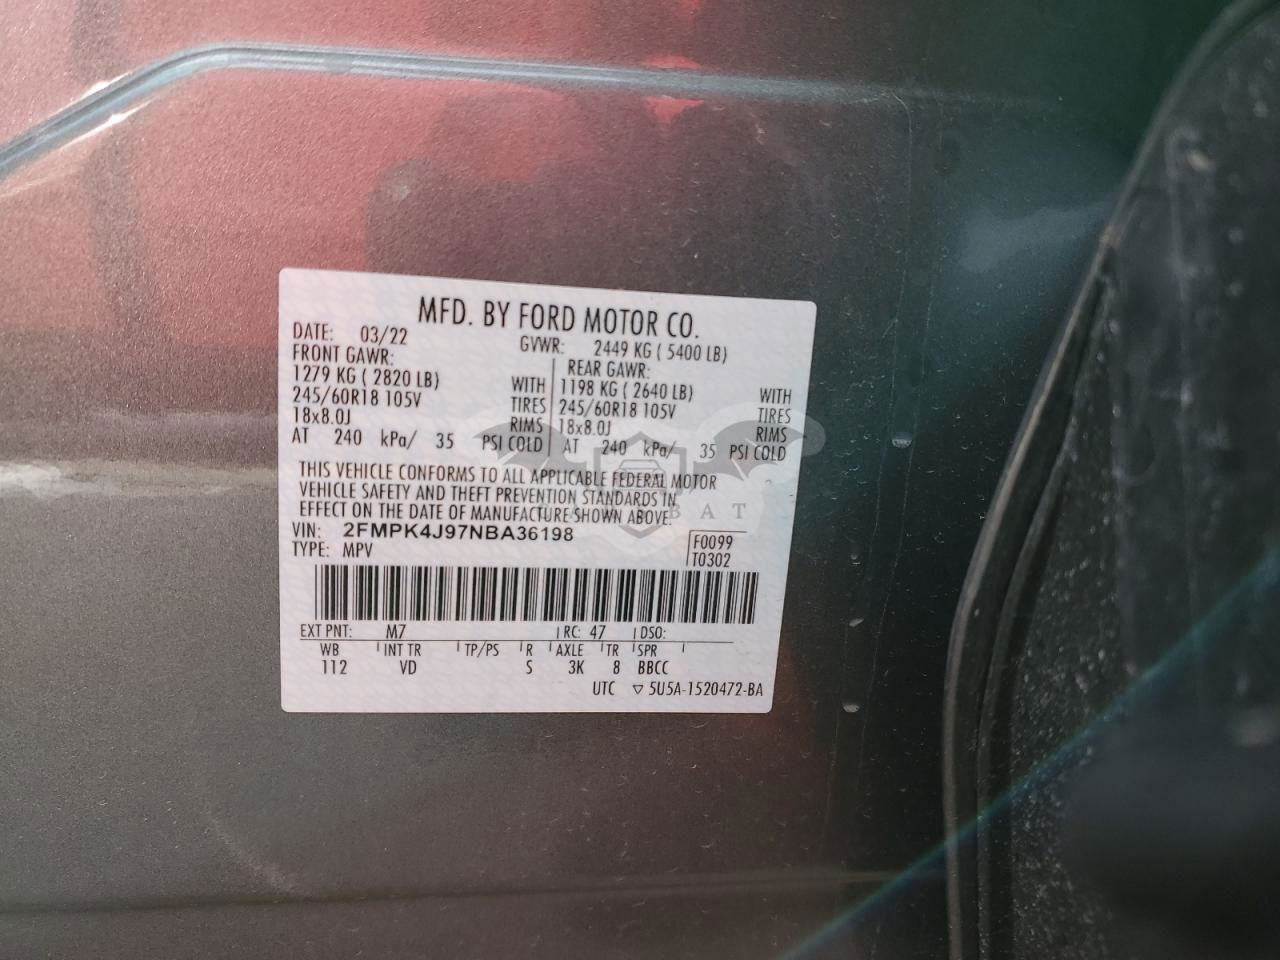 MFD. BY FORD MOTOR CO.
DATE: 03/22 GVWR: 2449 KG ( 5400 LB)
FRONT GAWR: REAR GAWR:
1279 KG ( 2820 LB) WITH 1198 KG ( 2640 LB) WITH
245/60R18 105V TIRES 245/60R18 105V TIRES
18x8.0J RIMS 18x8.0J RIMS
AT 240 kPa/ 35 PSI COLD AT 240 kPa/ 35 PSI COLD
THIS VEHICLE CONFORMS TO ALL APPLICABLE FEDERAL MOTOR
VEHICLE SAFETY AND THEFT PREVENTION STANDARDS IN
EFFECT ON THE DATE OF MANUFACTURE SHOWN ABOVE.
VIN: 2FMPK4J97NBA36198 F0099
TYPE: MPV T0302
EXT PNT: M7 RC: 47 DSO:
WB INT TR TP/PS R AXLE TR SPR
112 VD S 3K 8 BBCC
UTC ▽ 5U5A-1520472-BA